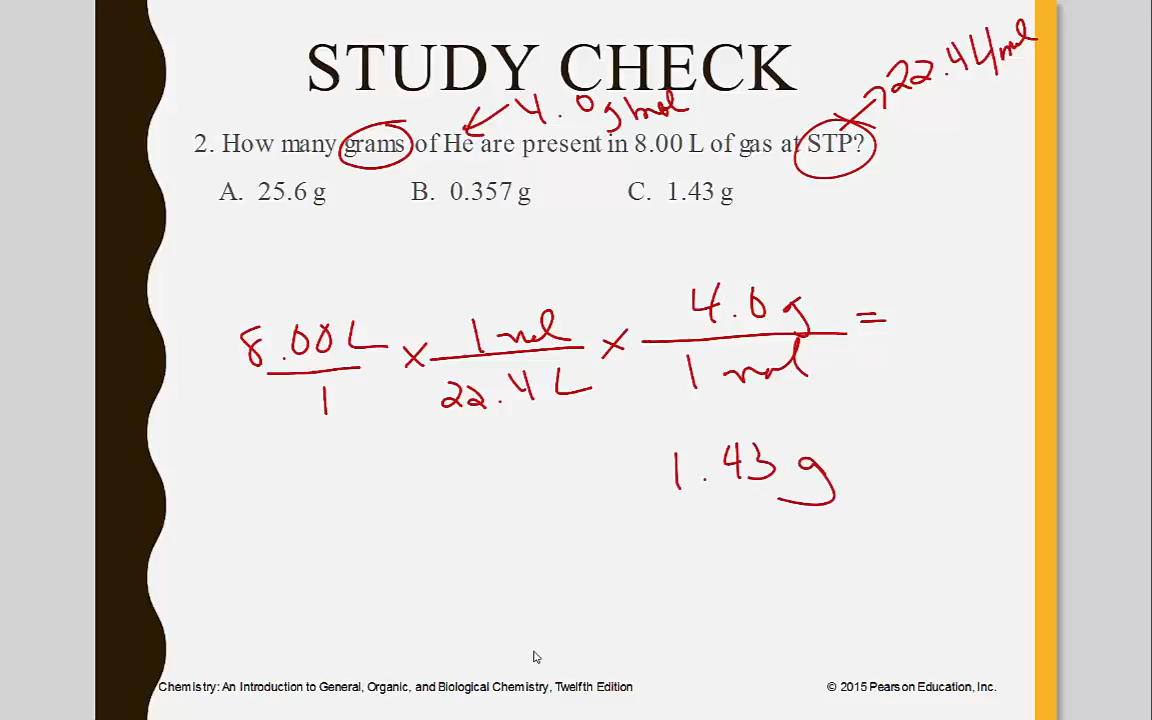 STUDY CHECK
22.4 L/mol
4.0 g/mol
2. How many grams of He are present in 8.00 L of gas at STP?
A. 25.6 g B. 0.357 g C. 1.43 g
8.00 L × 1 mol × 4.0 g =
1 22.4 L 1 mol
1.43 g
Chemistry: An Introduction to General, Organic, and Biological Chemistry, Twelfth Edition © 2015 Pearson Education, Inc.